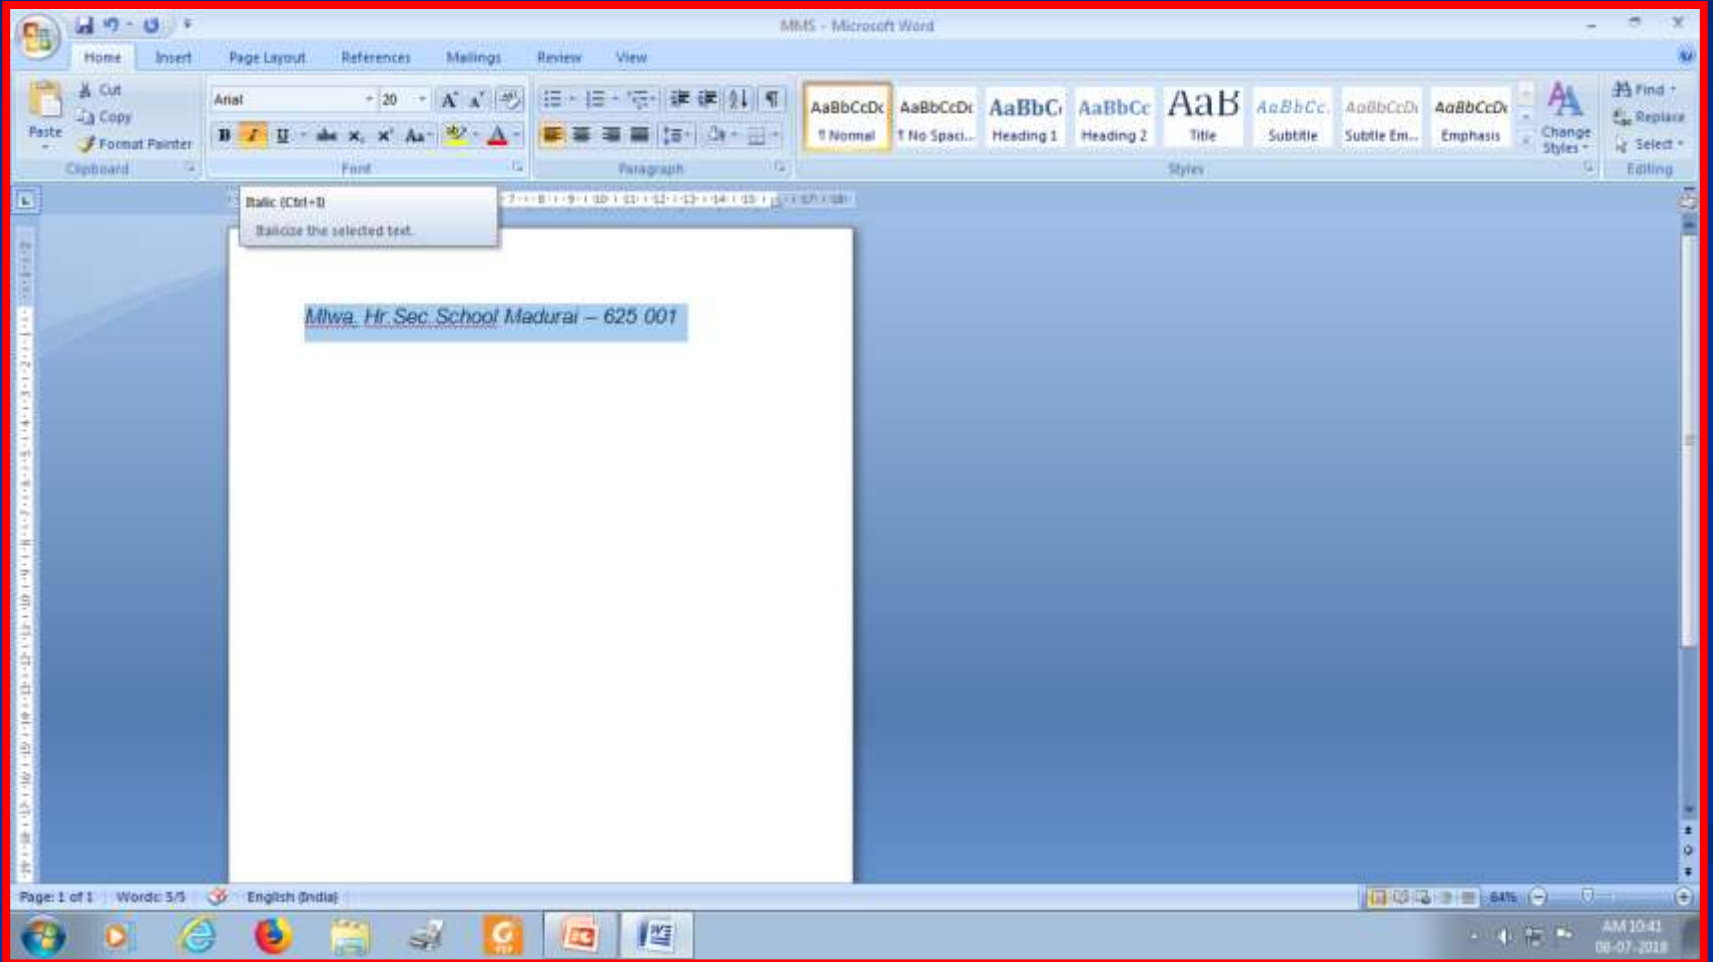 MMS - Microsoft Word
Home Insert Page Layout References Mailings Review View
Cut
Copy
Format Painter
Paste
Clipboard
Arial 20
Font
Paragraph
AaBbCcDc AaBbCcDc AaBbC AaBbCc AaB AaBbCc. AaBbCcDc AaBbCcDc
¶ Normal ¶ No Spaci... Heading 1 Heading 2 Title Subtitle Subtle Em... Emphasis
Change Styles
Styles
Find
Replace
Select
Editing
Italic (Ctrl+I)
Italicize the selected text.
Mlwa. Hr.Sec.School Madurai – 625 001
Page: 1 of 1 Words: 5/5 English (India) 64%
AM 10:41
08-07-2018